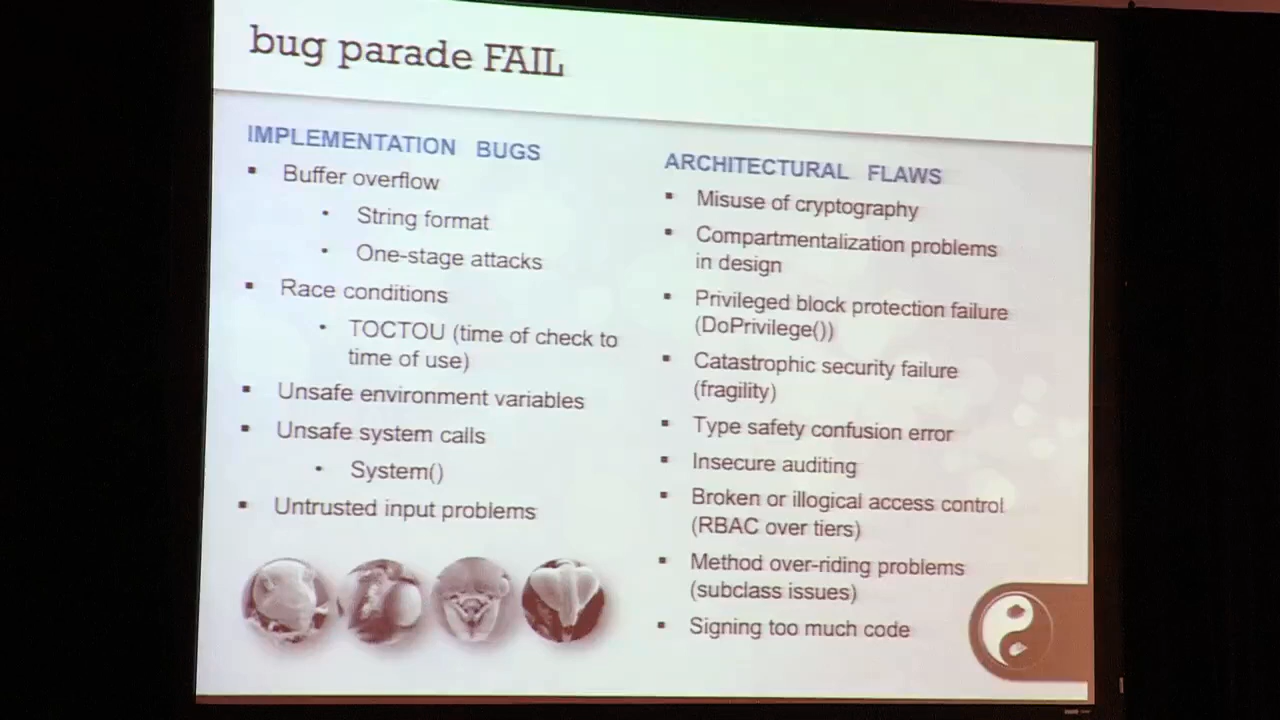 bug parade FAIL
IMPLEMENTATION BUGS
Buffer overflow
String format
One-stage attacks
Race conditions
TOCTOU (time of check to
time of use)
Unsafe environment variables
Unsafe system calls
System()
Untrusted input problems
ARCHITECTURAL FLAWS
Misuse of cryptography
Compartmentalization problems
in design
Privileged block protection failure
(DoPrivilege())
Catastrophic security failure
(fragility)
Type safety confusion error
Insecure auditing
Broken or illogical access control
(RBAC over tiers)
Method over-riding problems
(subclass issues)
Signing too much code